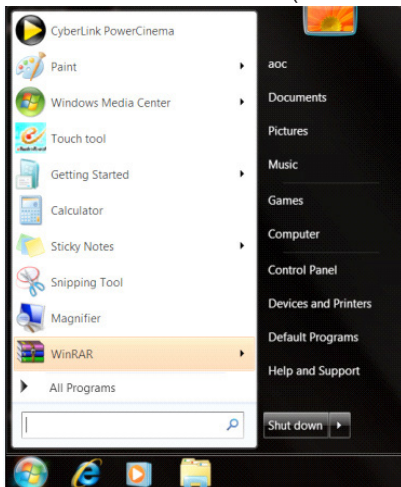 CyberLink PowerCinema
Paint
Windows Media Center
Touch tool
Getting Started
Calculator
Sticky Notes
Snipping Tool
Magnifier
WinRAR
All Programs
aoc
Documents
Pictures
Music
Games
Computer
Control Panel
Devices and Printers
Default Programs
Help and Support
Shut down